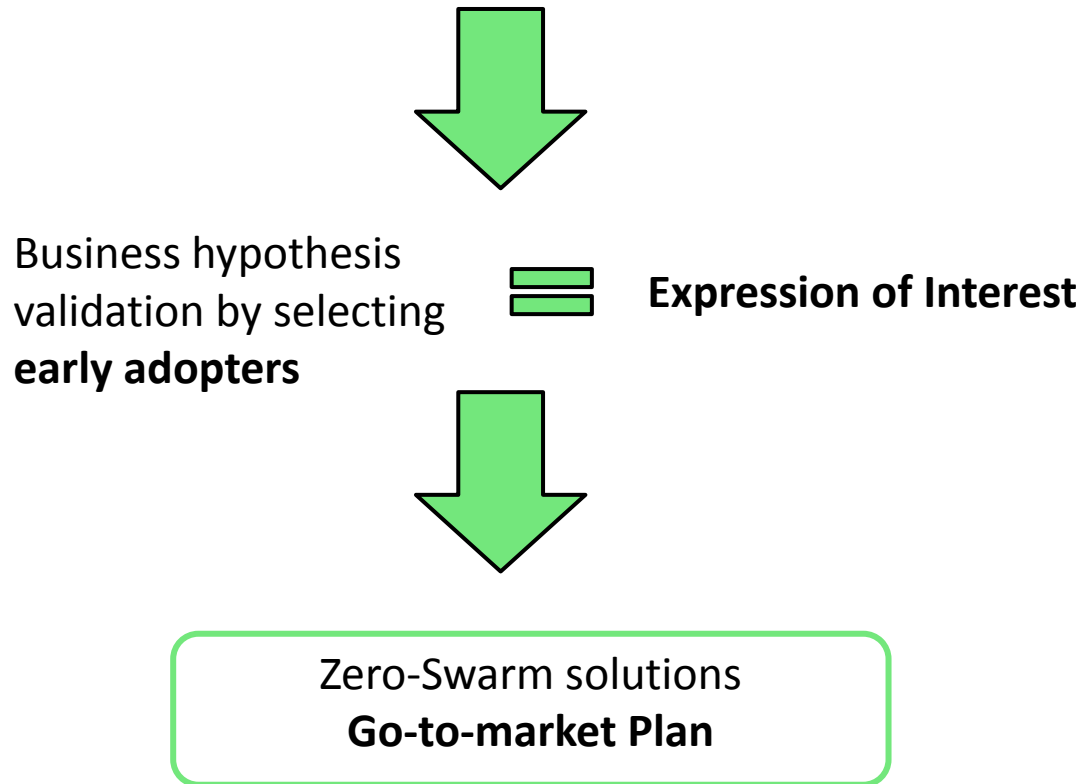 Business hypothesis
validation by selecting
early adopters
Expression of Interest
Zero-Swarm solutions
Go-to-market Plan